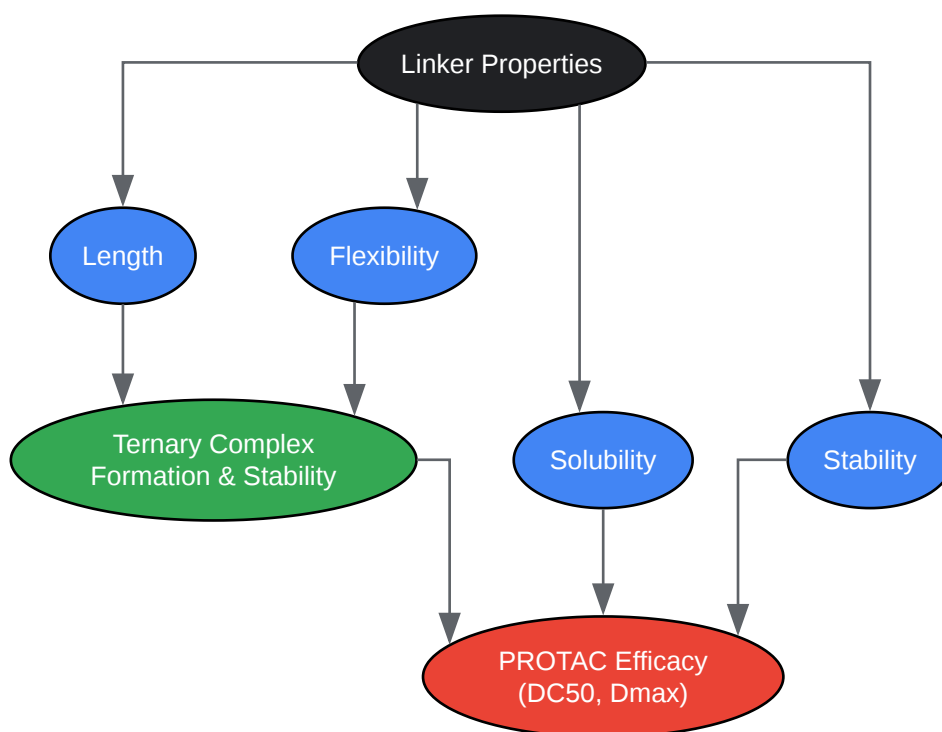 Linker Properties
Length
Flexibility
Ternary Complex
Formation & Stability
Solubility
Stability
PROTAC Efficacy
(DC50, Dmax)